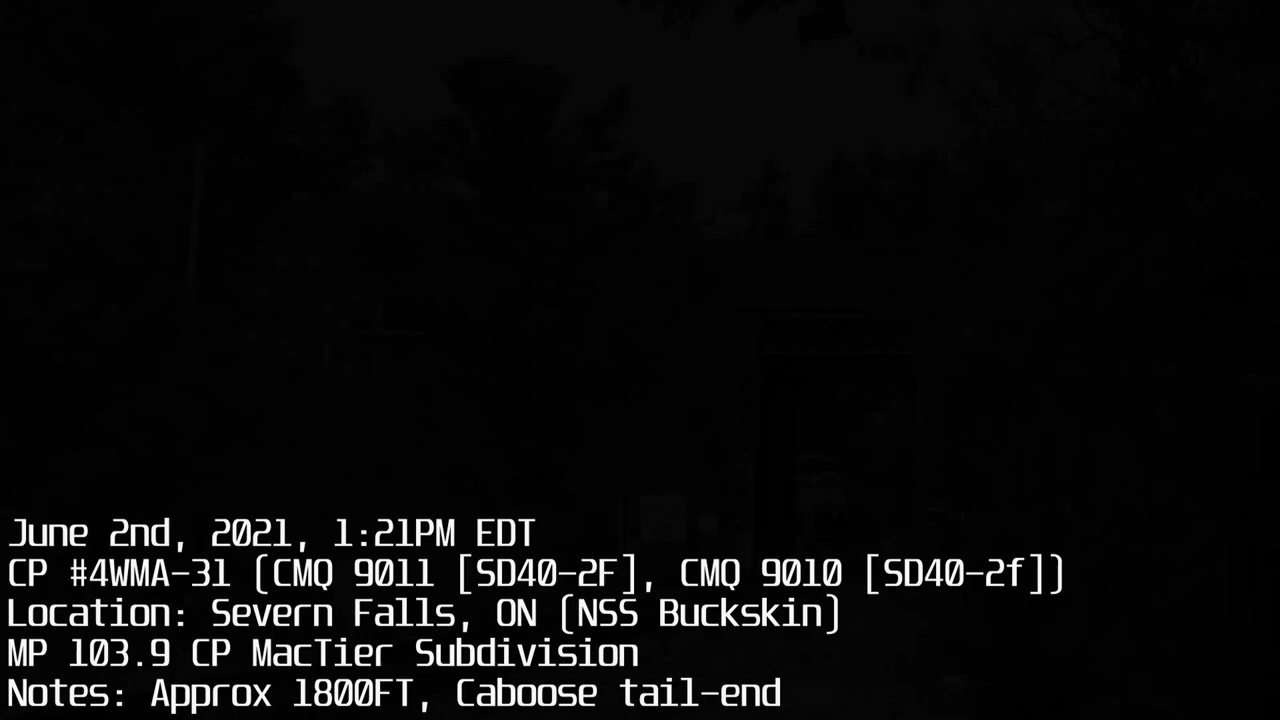 June 2nd, 2021, 1:21PM EDT
CP #4WMA-31 (CMQ 9011 [SD40-2F], CMQ 9010 [SD40-2f])
Location: Severn Falls, ON (NSS Buckskin)
MP 103.9 CP MacTier Subdivision
Notes: Approx 1800FT, Caboose tail-end